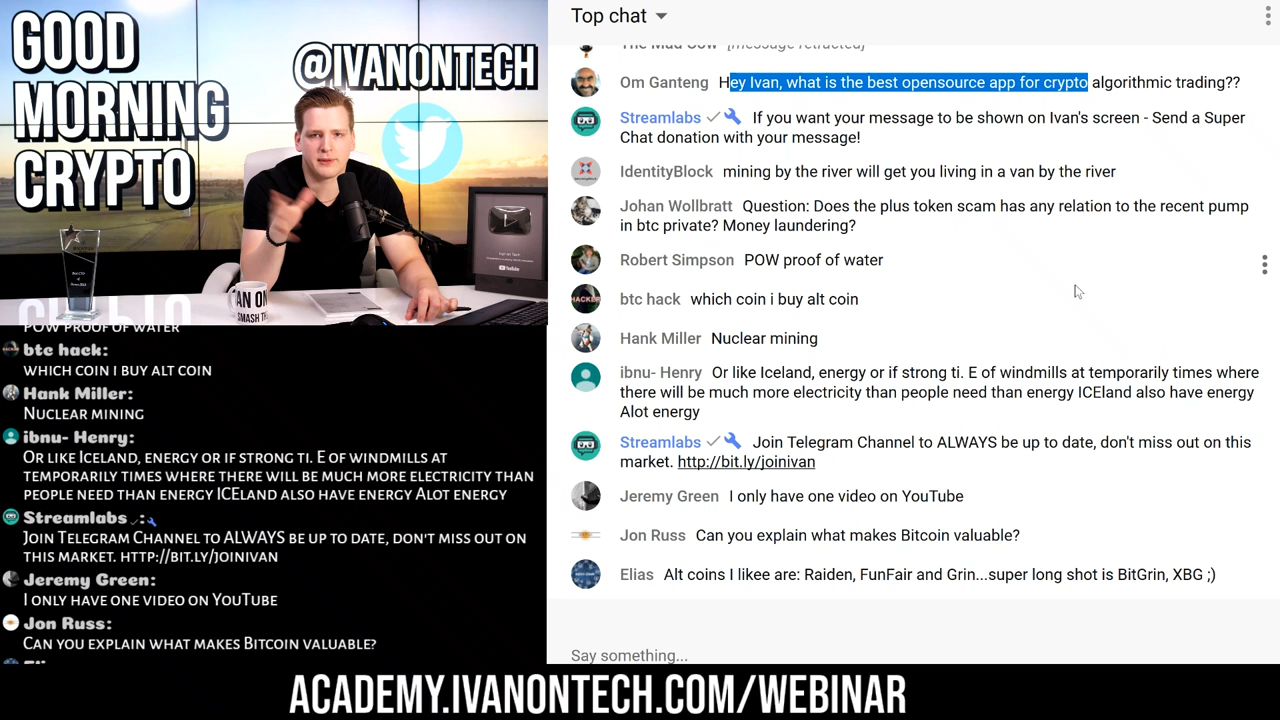 GOOD
MORNING
CRYPTO
@IVANONTECH
IVAN ON
SMASH
YouTube
POW PROOF OF WATER
btc hack:
WHICH COIN I BUY ALT COIN
Hank Miller:
NUCLEAR MINING
ibnu- Henry:
OR LIKE ICELAND, ENERGY OR IF STRONG TI. E OF WINDMILLS AT
TEMPORARILY TIMES WHERE THERE WILL BE MUCH MORE ELECTRICITY THAN
PEOPLE NEED THAN ENERGY ICELAND ALSO HAVE ENERGY ALOT ENERGY
Streamlabs :
JOIN TELEGRAM CHANNEL TO ALWAYS BE UP TO DATE, DON'T MISS OUT ON
THIS MARKET. HTTP://BIT.LY/JOINIVAN
Jeremy Green:
I ONLY HAVE ONE VIDEO ON YOUTUBE
Jon Russ:
CAN YOU EXPLAIN WHAT MAKES BITCOIN VALUABLE?
Top chat
The Mad Cow [message retracted]
Om Ganteng Hey Ivan, what is the best opensource app for crypto algorithmic trading??
Streamlabs If you want your message to be shown on Ivan's screen - Send a Super
Chat donation with your message!
IdentityBlock mining by the river will get you living in a van by the river
Johan Wollbratt Question: Does the plus token scam has any relation to the recent pump
in btc private? Money laundering?
Robert Simpson POW proof of water
btc hack which coin i buy alt coin
Hank Miller Nuclear mining
ibnu- Henry Or like Iceland, energy or if strong ti. E of windmills at temporarily times where
there will be much more electricity than people need than energy ICEland also have energy
Alot energy
Streamlabs Join Telegram Channel to ALWAYS be up to date, don't miss out on this
market. http://bit.ly/joinivan
Jeremy Green I only have one video on YouTube
Jon Russ Can you explain what makes Bitcoin valuable?
Elias Alt coins I likee are: Raiden, FunFair and Grin...super long shot is BitGrin, XBG ;)
Say something...
ACADEMY.IVANONTECH.COM/WEBINAR